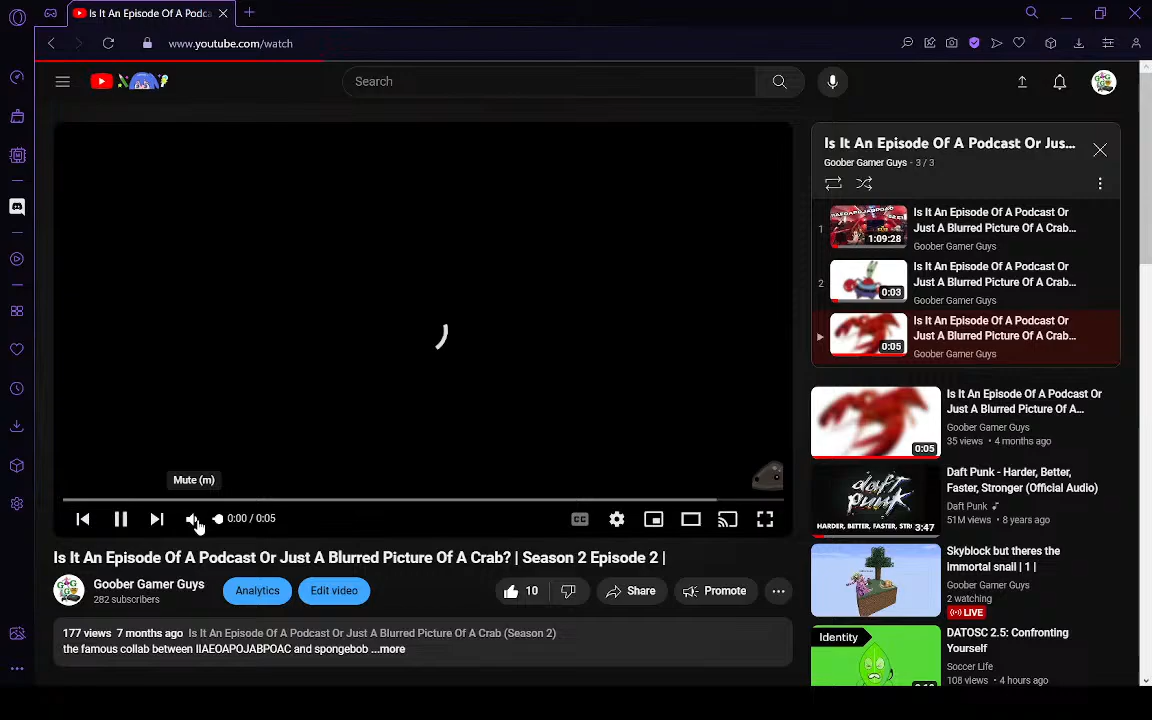 Is It An Episode Of A Podca
www.youtube.com/watch
Search
Is It An Episode Of A Podcast Or Jus...
Goober Gamer Guys - 3 / 3
1
1:09:28
Is It An Episode Of A Podcast Or
Just A Blurred Picture Of A Crab...
Goober Gamer Guys
2
0:03
Is It An Episode Of A Podcast Or
Just A Blurred Picture Of A Crab...
Goober Gamer Guys
0:05
Is It An Episode Of A Podcast Or
Just A Blurred Picture Of A Crab...
Goober Gamer Guys
Mute (m)
0:00 / 0:05
CC
Is It An Episode Of A Podcast Or Just A Blurred Picture Of A Crab? | Season 2 Episode 2 |
Goober Gamer Guys
282 subscribers
Analytics
Edit video
10
Share
Promote
177 views 7 months ago Is It An Episode Of A Podcast Or Just A Blurred Picture Of A Crab (Season 2)
the famous collab between IIAEOAPOJABPOAC and spongebob ...more
0:05
Is It An Episode Of A Podcast Or
Just A Blurred Picture Of A...
Goober Gamer Guys
35 views • 4 months ago
daft punk
HARDER, BETTER, FASTER, STR
3:47
Daft Punk - Harder, Better,
Faster, Stronger (Official Audio)
Daft Punk
51M views • 8 years ago
Skyblock but theres the
immortal snail | 1 |
Goober Gamer Guys
2 watching
LIVE
Identity
DATOSC 2.5: Confronting
Yourself
Soccer Life
108 views • 4 hours ago